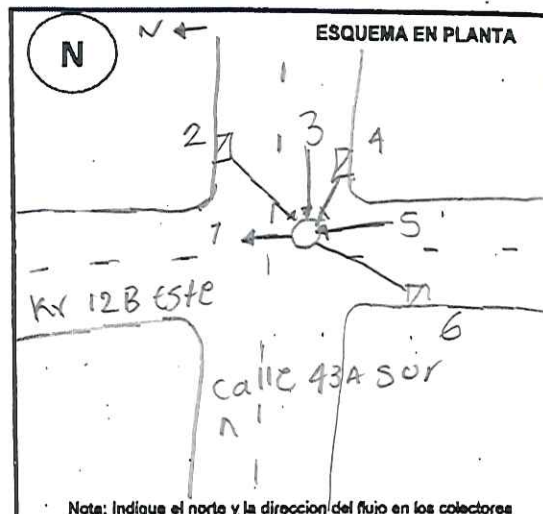 N ←
ESQUEMA EN PLANTA
N
2
3
4
1
5
Kr 12B Este
6
calle 43A sur
Nota: Indique el norte y la direccion del flujo en los colectores